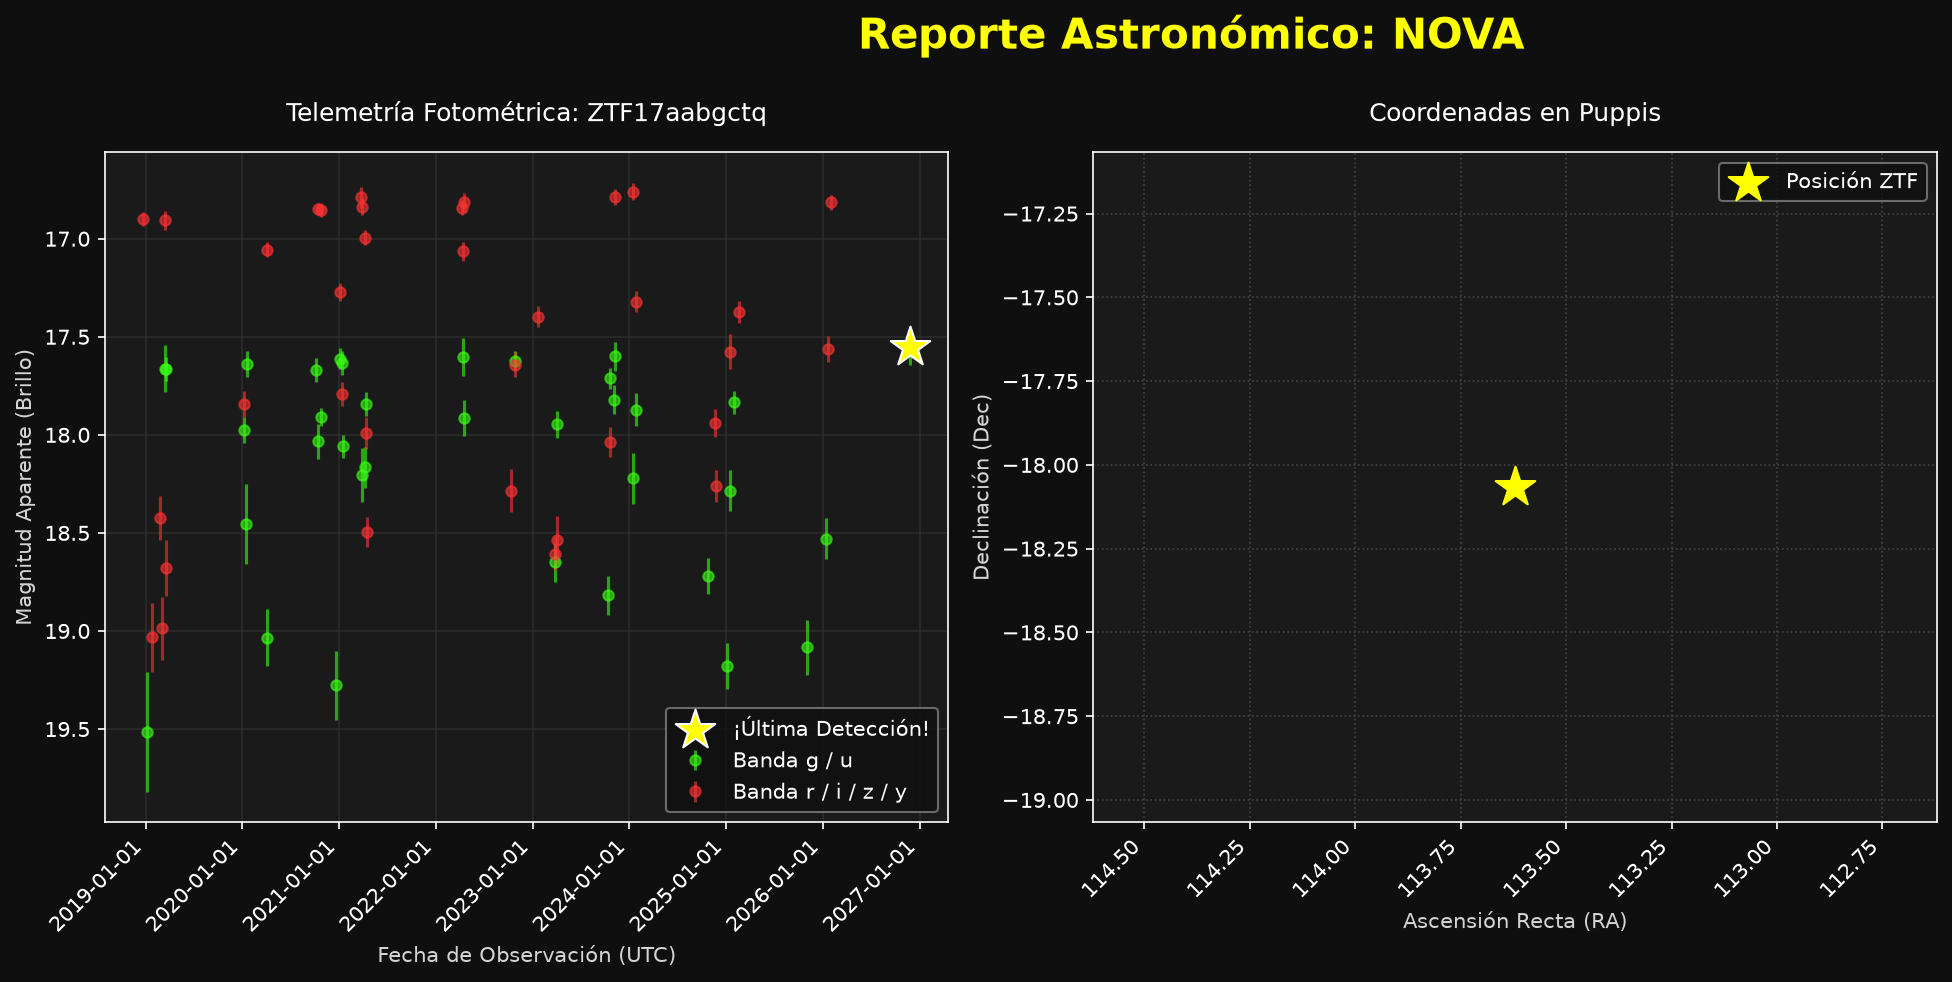 Reporte Astronómico: NOVA
Telemetría Fotométrica: ZTF17aabgctq
Magnitud Aparente (Brillo)
17.0
17.5
18.0
18.5
19.0
19.5
¡Última Detección!
Banda g / u
Banda r / i / z / y
2019-01-01
2020-01-01
2021-01-01
2022-01-01
2023-01-01
2024-01-01
2025-01-01
2026-01-01
2027-01-01
Fecha de Observación (UTC)
Coordenadas en Puppis
Posición ZTF
Declinación (Dec)
−17.25
−17.50
−17.75
−18.00
−18.25
−18.50
−18.75
−19.00
114.50
114.25
114.00
113.75
113.50
113.25
113.00
112.75
Ascensión Recta (RA)